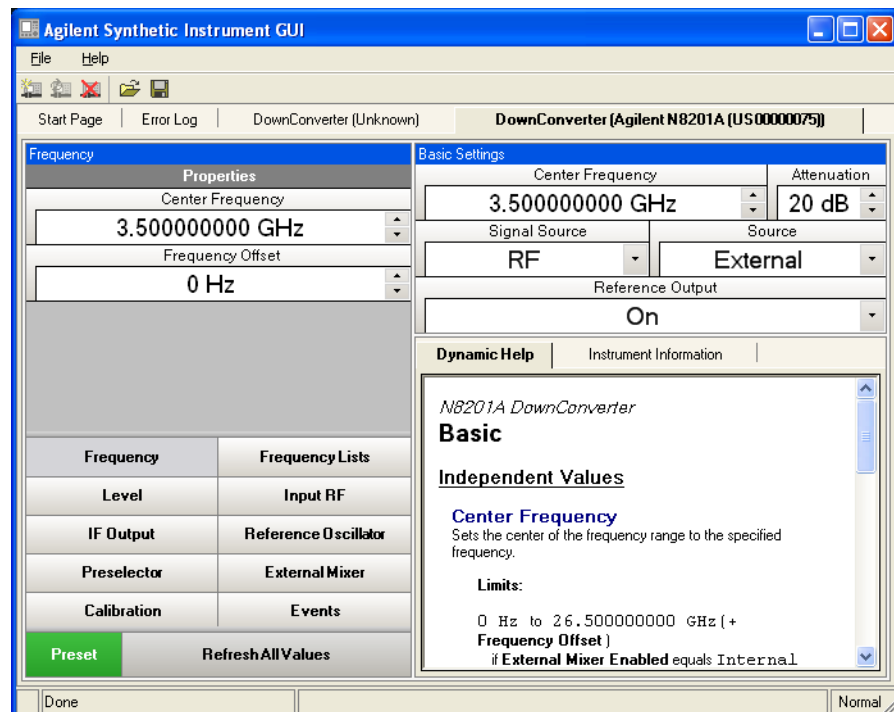 Agilent Synthetic Instrument GUI
File Help
Start Page Error Log DownConverter (Unknown) DownConverter (Agilent N8201A (US00000075))
Frequency
Properties
Center Frequency
3.500000000 GHz
Frequency Offset
0 Hz
Frequency Frequency Lists
Level Input RF
IF Output Reference Oscillator
Preselector External Mixer
Calibration Events
Preset Refresh All Values
Basic Settings
Center Frequency Attenuation
3.500000000 GHz 20 dB
Signal Source Source
RF External
Reference Output
On
Dynamic Help Instrument Information
N8201A DownConverter
Basic
Independent Values
Center Frequency
Sets the center of the frequency range to the specified
frequency.
Limits:
0 Hz to 26.500000000 GHz(+
Frequency Offset)
if External Mixer Enabled equals Internal
Done Normal